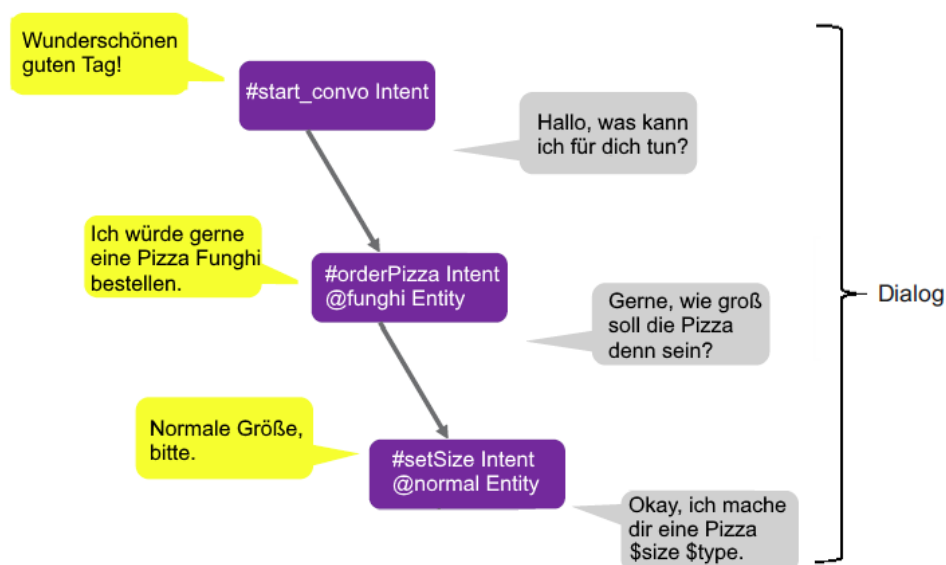 Wunderschönen
guten Tag!
#start_convo Intent
Hallo, was kann
ich für dich tun?
Ich würde gerne
eine Pizza Funghi
bestellen.
#orderPizza Intent
@funghi Entity
Gerne, wie groß
soll die Pizza
denn sein?
Dialog
Normale Größe,
bitte.
#setSize Intent
@normal Entity
Okay, ich mache
dir eine Pizza
$size $type.